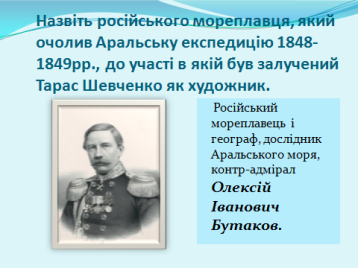 Назвіть російського мореплавця, який
очолив Аральську експедицію 1848-
1849рр., до участі в якій був залучений
Тарас Шевченко як художник.
Російський
мореплавець і
географ, дослідник
Аральського моря,
контр-адмірал
Олексій
Іванович
Бутаков.